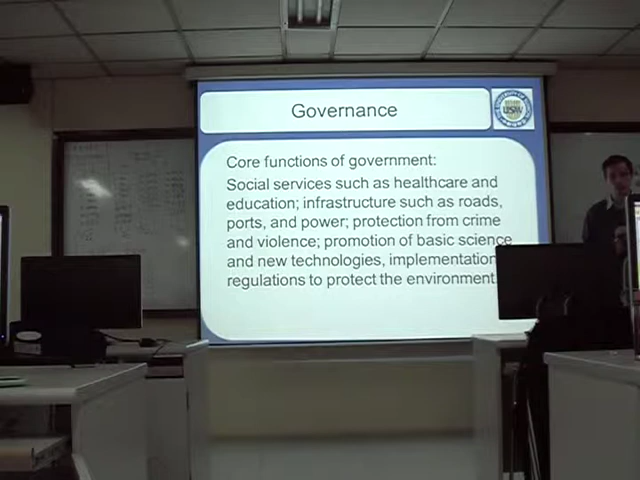 Governance
Core functions of government:
Social services such as healthcare and
education; infrastructure such as roads,
ports, and power; protection from crime
and violence; promotion of basic science
and new technologies, implementation
regulations to protect the environment.